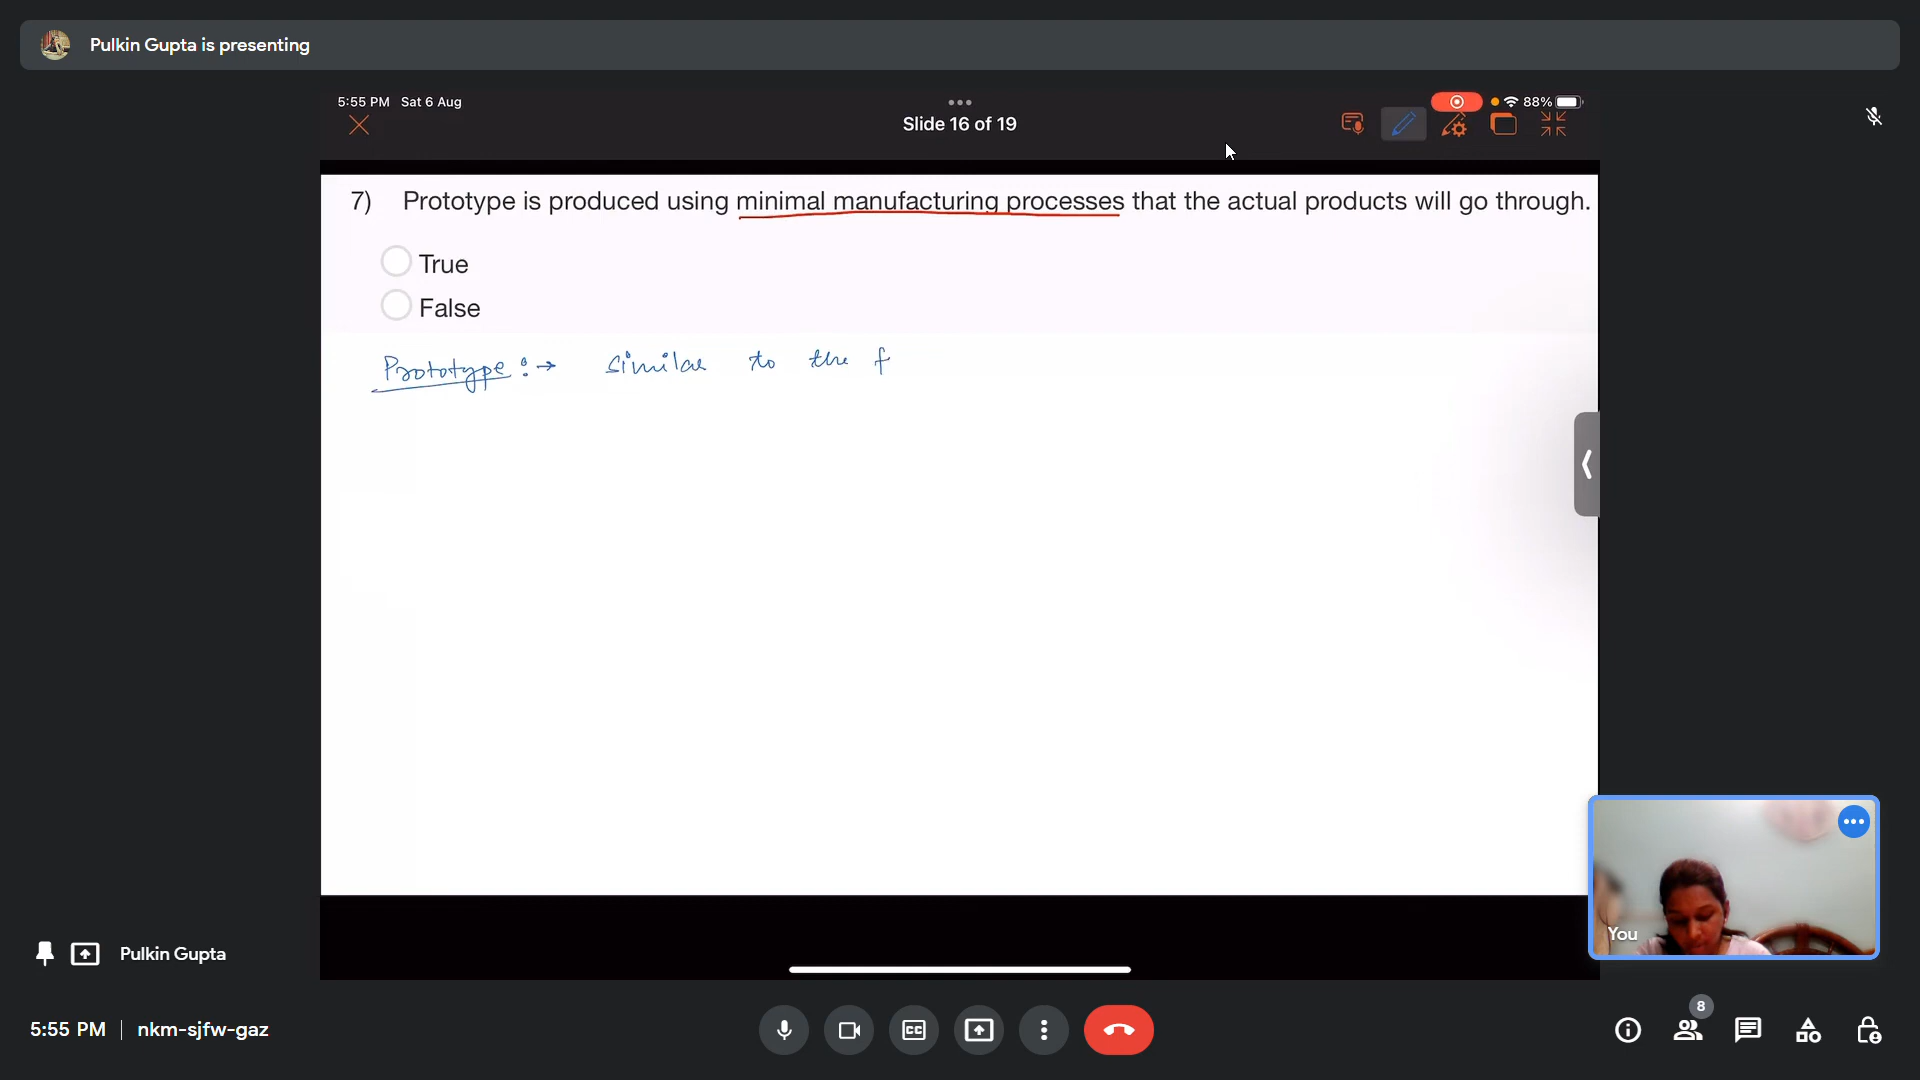 Pulkin Gupta is presenting
5:55 PM Sat 6 Aug
88%
Slide 16 of 19
7) Prototype is produced using minimal manufacturing processes that the actual products will go through.
True
False
Prototype :→ similar to the f
You
Pulkin Gupta
5:55 PM | nkm-sjfw-gaz
CC
8